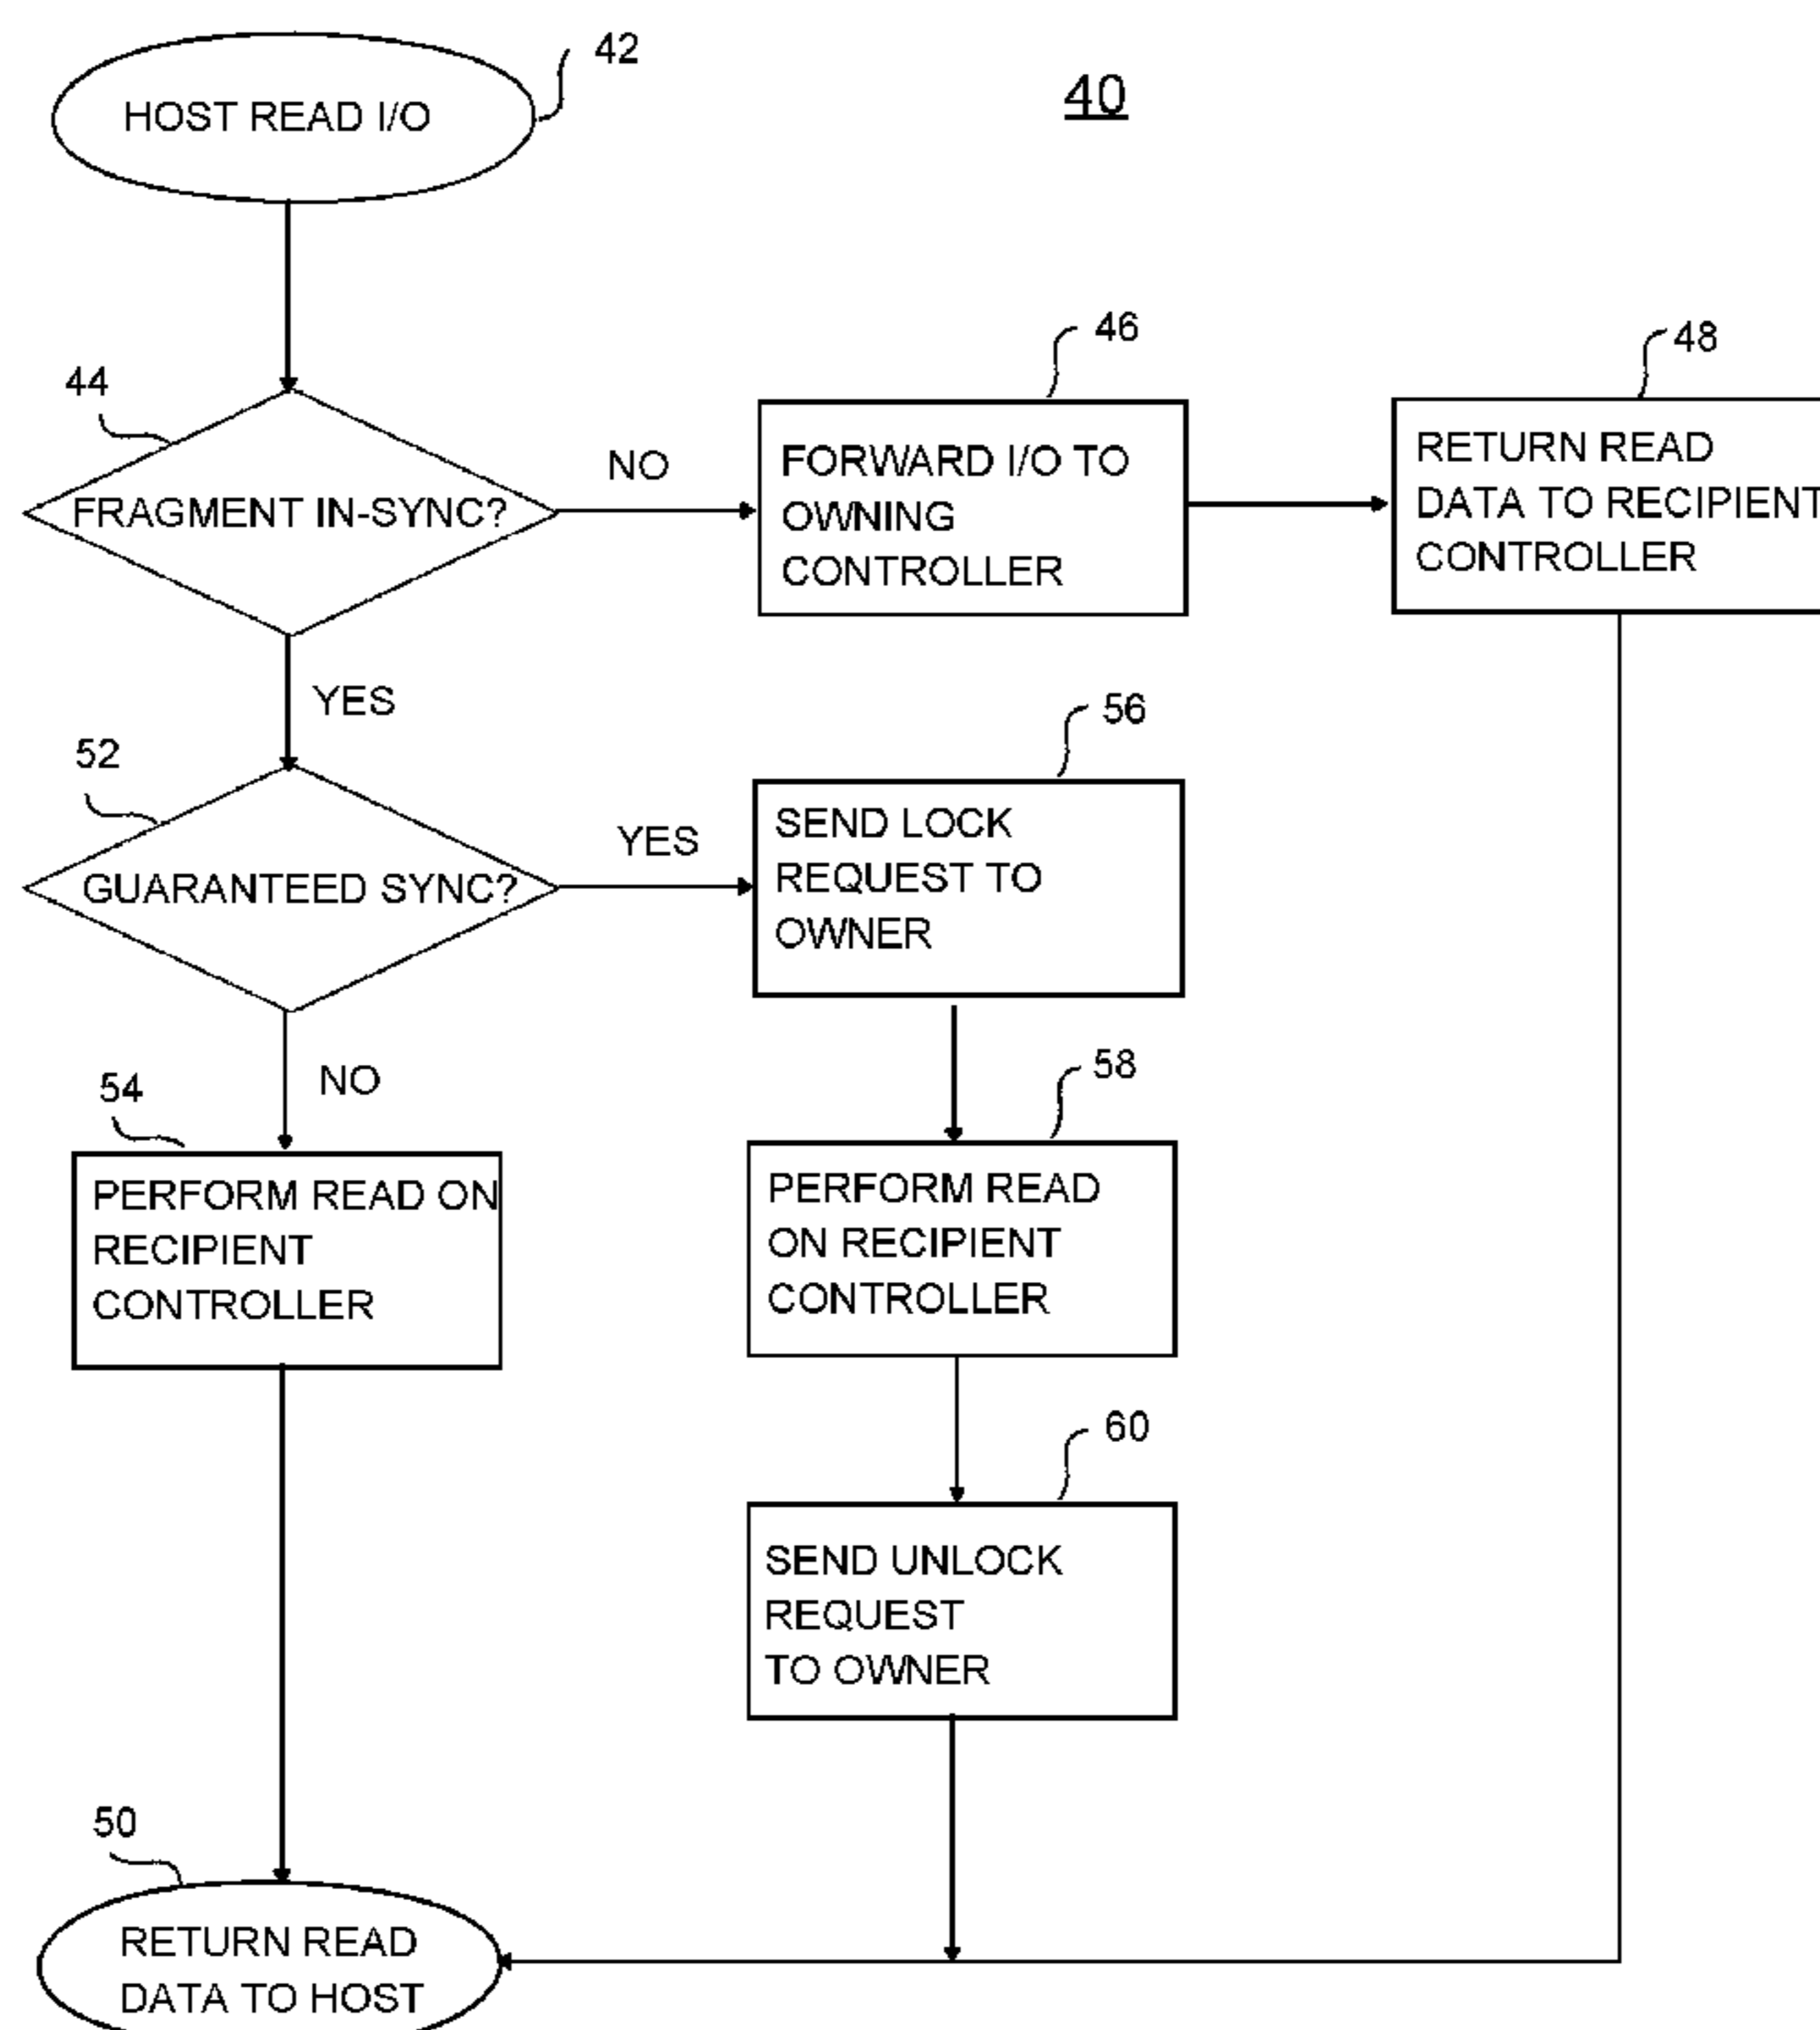 42
HOST READ I/O
40
44
FRAGMENT IN-SYNC?
NO
46
FORWARD I/O TO
OWNING
CONTROLLER
48
RETURN READ
DATA TO RECIPIENT
CONTROLLER
YES
52
GUARANTEED SYNC?
YES
56
SEND LOCK
REQUEST TO
OWNER
NO
54
PERFORM READ ON
RECIPIENT
CONTROLLER
58
PERFORM READ
ON RECIPIENT
CONTROLLER
60
SEND UNLOCK
REQUEST
TO OWNER
50
RETURN READ
DATA TO HOST